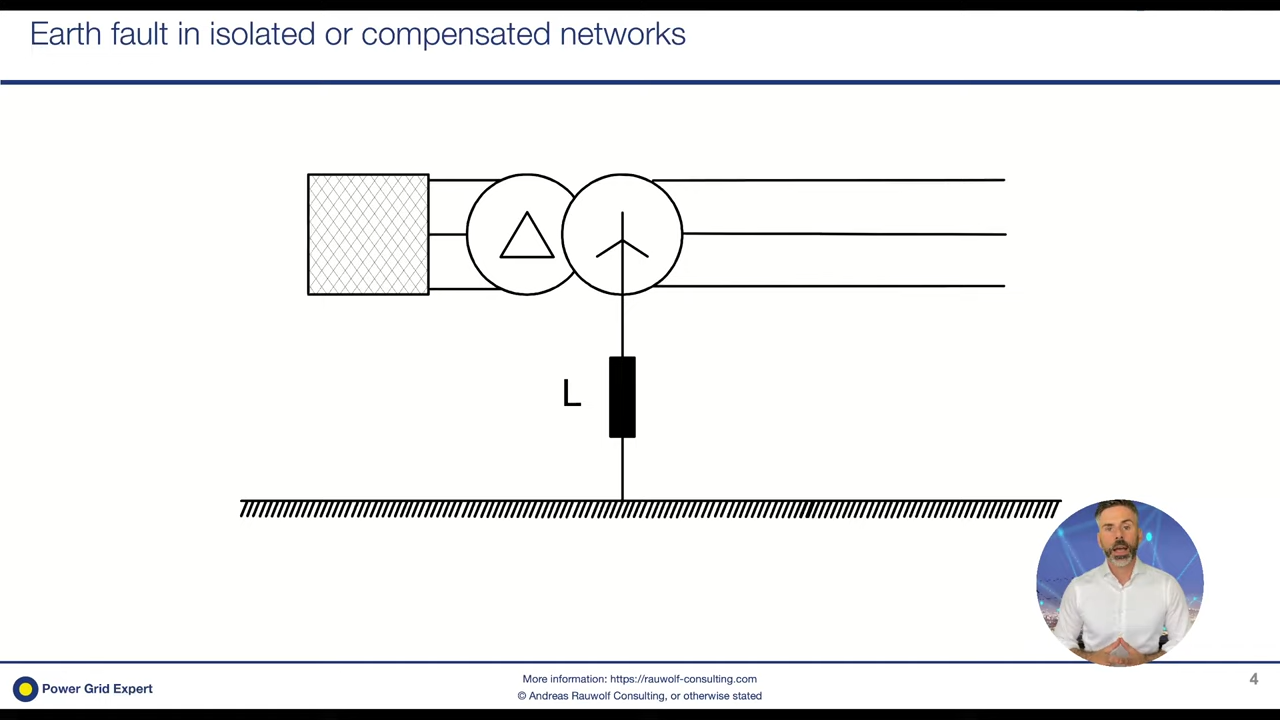 Earth fault in isolated or compensated networks
L
Power Grid Expert
More information: https://rauwolf-consulting.com
© Andreas Rauwolf Consulting, or otherwise stated
4